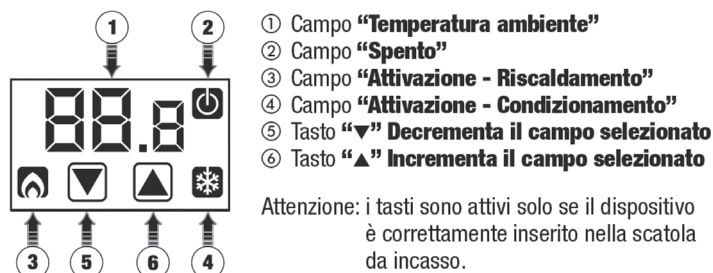 1 2
88.8
3 5 6 4
① Campo “Temperatura ambiente”
② Campo “Spento”
③ Campo “Attivazione - Riscaldamento”
④ Campo “Attivazione - Condizionamento”
⑤ Tasto “▼” Decrementa il campo selezionato
⑥ Tasto “▲” Incrementa il campo selezionato
Attenzione: i tasti sono attivi solo se il dispositivo
è correttamente inserito nella scatola
da incasso.